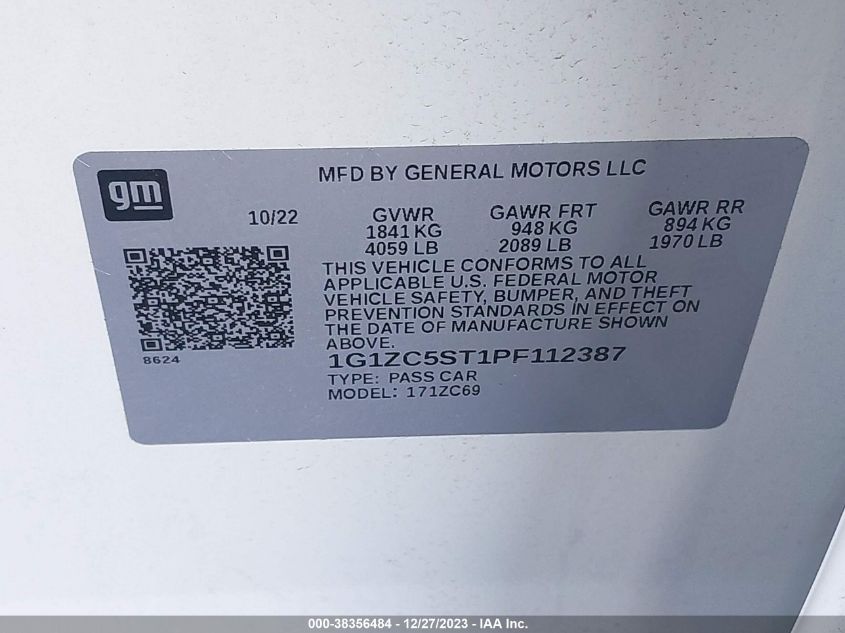 gm
MFD BY GENERAL MOTORS LLC
10/22
GVWR
1841 KG
4059 LB
GAWR FRT
948 KG
2089 LB
GAWR RR
894 KG
1970 LB
THIS VEHICLE CONFORMS TO ALL
APPLICABLE U.S. FEDERAL MOTOR
VEHICLE SAFETY, BUMPER, AND THEFT
PREVENTION STANDARDS IN EFFECT ON
THE DATE OF MANUFACTURE SHOWN
ABOVE.
8624
1G1ZC5ST1PF112387
TYPE: PASS CAR
MODEL: 171ZC69
000-38356484 - 12/27/2023 - IAA Inc.